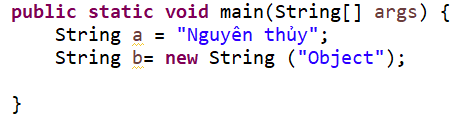 public static void main(String[] args) {
String a = "Nguyên thủy";
String b= new String ("Object");
}